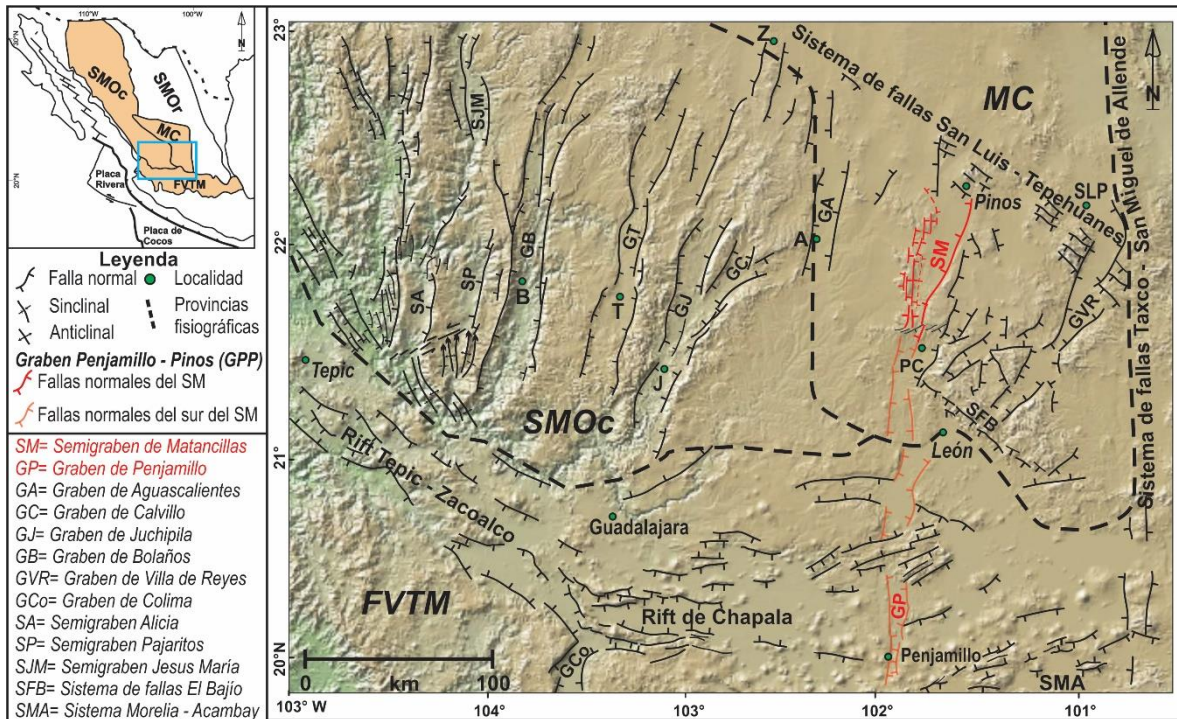 110°W
100°W
30°N
20°N
N
SMOc
SMOr
MC
FVTM
Placa
Rivera
Placa de
Cocos
Leyenda
Falla normal
Localidad
Sinclinal
Provincias
fisiográficas
Anticlinal
Graben Penjamillo - Pinos (GPP)
Fallas normales del SM
Fallas normales del sur del SM
SM= Semigraben de Matancillas
GP= Graben de Penjamillo
GA= Graben de Aguascalientes
GC= Graben de Calvillo
GJ= Graben de Juchipila
GB= Graben de Bolaños
GVR= Graben de Villa de Reyes
GCo= Graben de Colima
SA= Semigraben Alicia
SP= Semigraben Pajaritos
SJM= Semigraben Jesus María
SFB= Sistema de fallas El Bajío
SMA= Sistema Morelia - Acambay
23°
22°N
21°N
20°N
Z
Sistema de fallas San Luis - Tepehuanes
MC
N
SJM
Pinos
SLP
GA
A
GB
GT
SM
SP
SA
GC
B
T
GJ
GVR
Sistema de fallas Taxco - San Miguel de Allende
Tepic
J
PC
SMOc
SFB
León
Rift Tepic - Zacoalco
Guadalajara
FVTM
Rift de Chapala
GP
GCo
Penjamillo
SMA
0
km
100
103° W
104°W
103°W
102°W
101°W